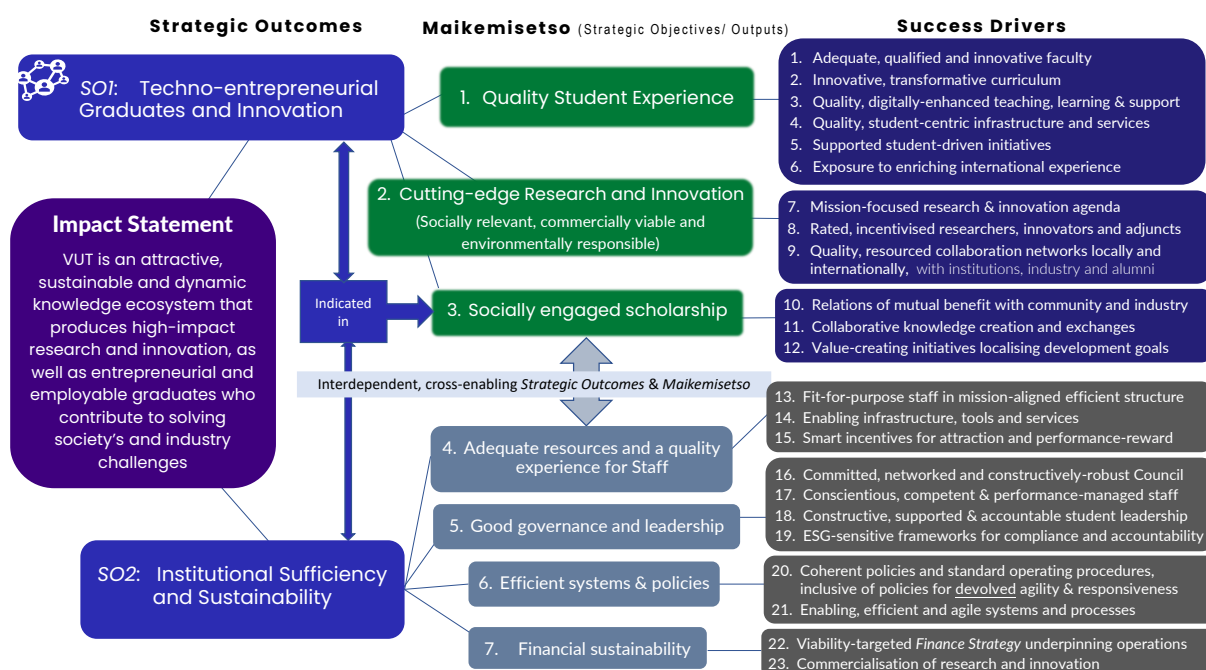 Strategic Outcomes
Maikemisetso (Strategic Objectives/ Outputs)
Success Drivers
SO1: Techno-entrepreneurial
Graduates and Innovation
Impact Statement
VUT is an attractive,
sustainable and dynamic
knowledge ecosystem that
produces high-impact
research and innovation, as
well as entrepreneurial and
employable graduates who
contribute to solving
society's and industry
challenges
SO2: Institutional Sufficiency
and Sustainability
Indicated
in
1. Quality Student Experience
2. Cutting-edge Research and Innovation
(Socially relevant, commercially viable and
environmentally responsible)
3. Socially engaged scholarship
Interdependent, cross-enabling Strategic Outcomes & Maikemisetso
4. Adequate resources and a quality
experience for Staff
5. Good governance and leadership
6. Efficient systems & policies
7. Financial sustainability
1. Adequate, qualified and innovative faculty
2. Innovative, transformative curriculum
3. Quality, digitally-enhanced teaching, learning & support
4. Quality, student-centric infrastructure and services
5. Supported student-driven initiatives
6. Exposure to enriching international experience
7. Mission-focused research & innovation agenda
8. Rated, incentivised researchers, innovators and adjuncts
9. Quality, resourced collaboration networks locally and
internationally, with institutions, industry and alumni
10. Relations of mutual benefit with community and industry
11. Collaborative knowledge creation and exchanges
12. Value-creating initiatives localising development goals
13. Fit-for-purpose staff in mission-aligned efficient structure
14. Enabling infrastructure, tools and services
15. Smart incentives for attraction and performance-reward
16. Committed, networked and constructively-robust Council
17. Conscientious, competent & performance-managed staff
18. Constructive, supported & accountable student leadership
19. ESG-sensitive frameworks for compliance and accountability
20. Coherent policies and standard operating procedures,
inclusive of policies for devolved agility & responsiveness
21. Enabling, efficient and agile systems and processes
22. Viability-targeted Finance Strategy underpinning operations
23. Commercialisation of research and innovation